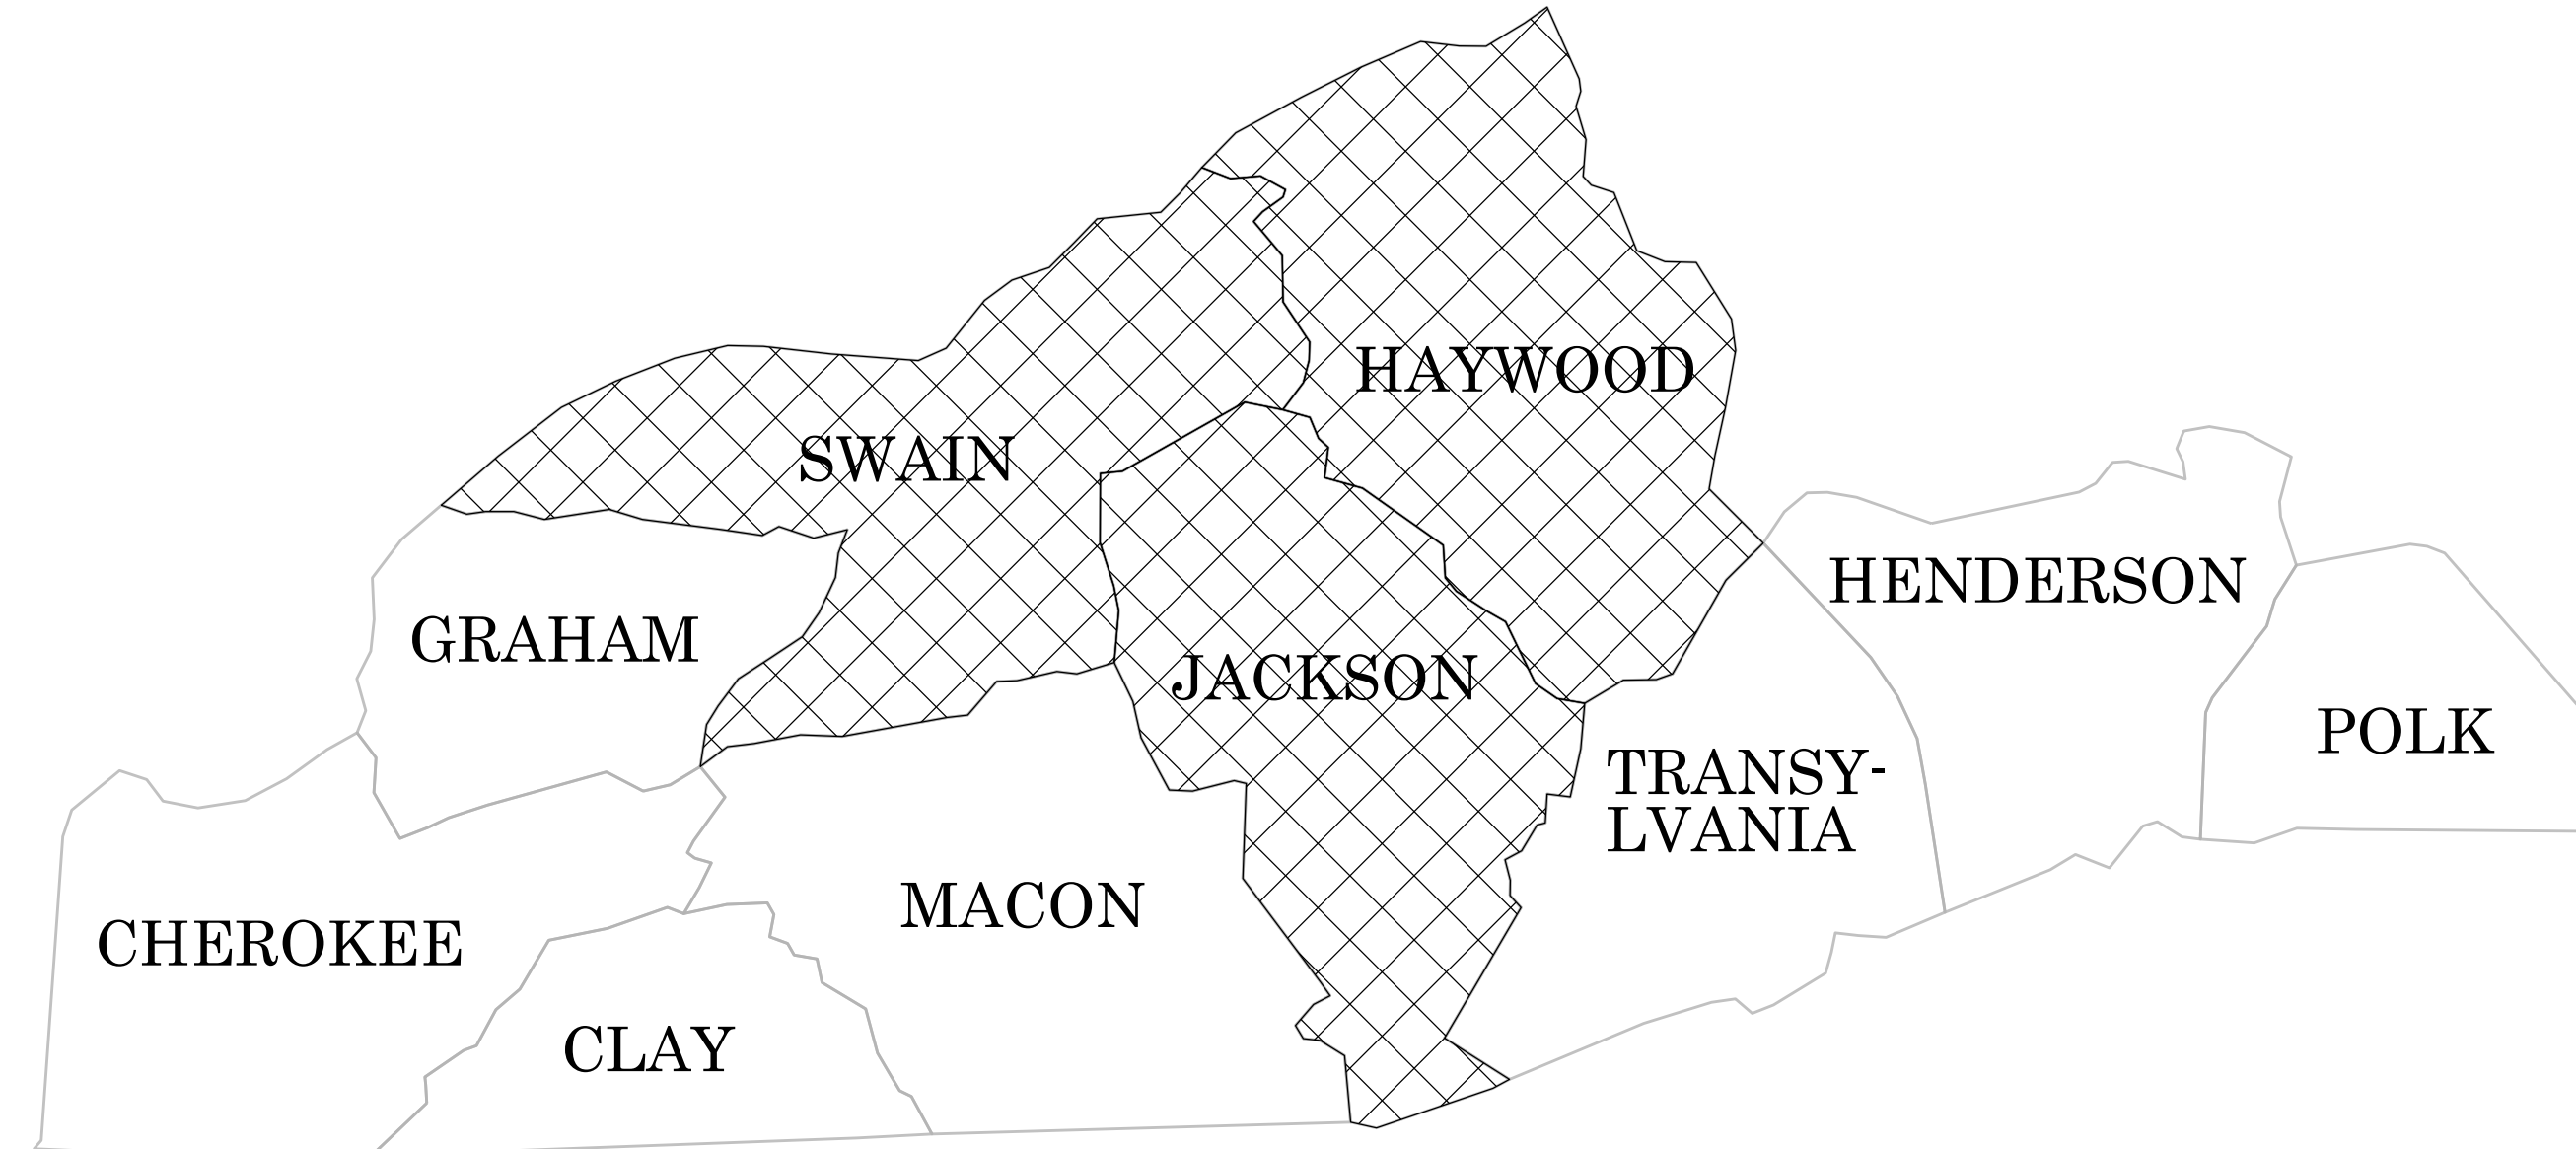 HAYWOOD
SWAIN
HENDERSON
GRAHAM
JACKSON
POLK
TRANSY-
LVANIA
MACON
CHEROKEE
CLAY